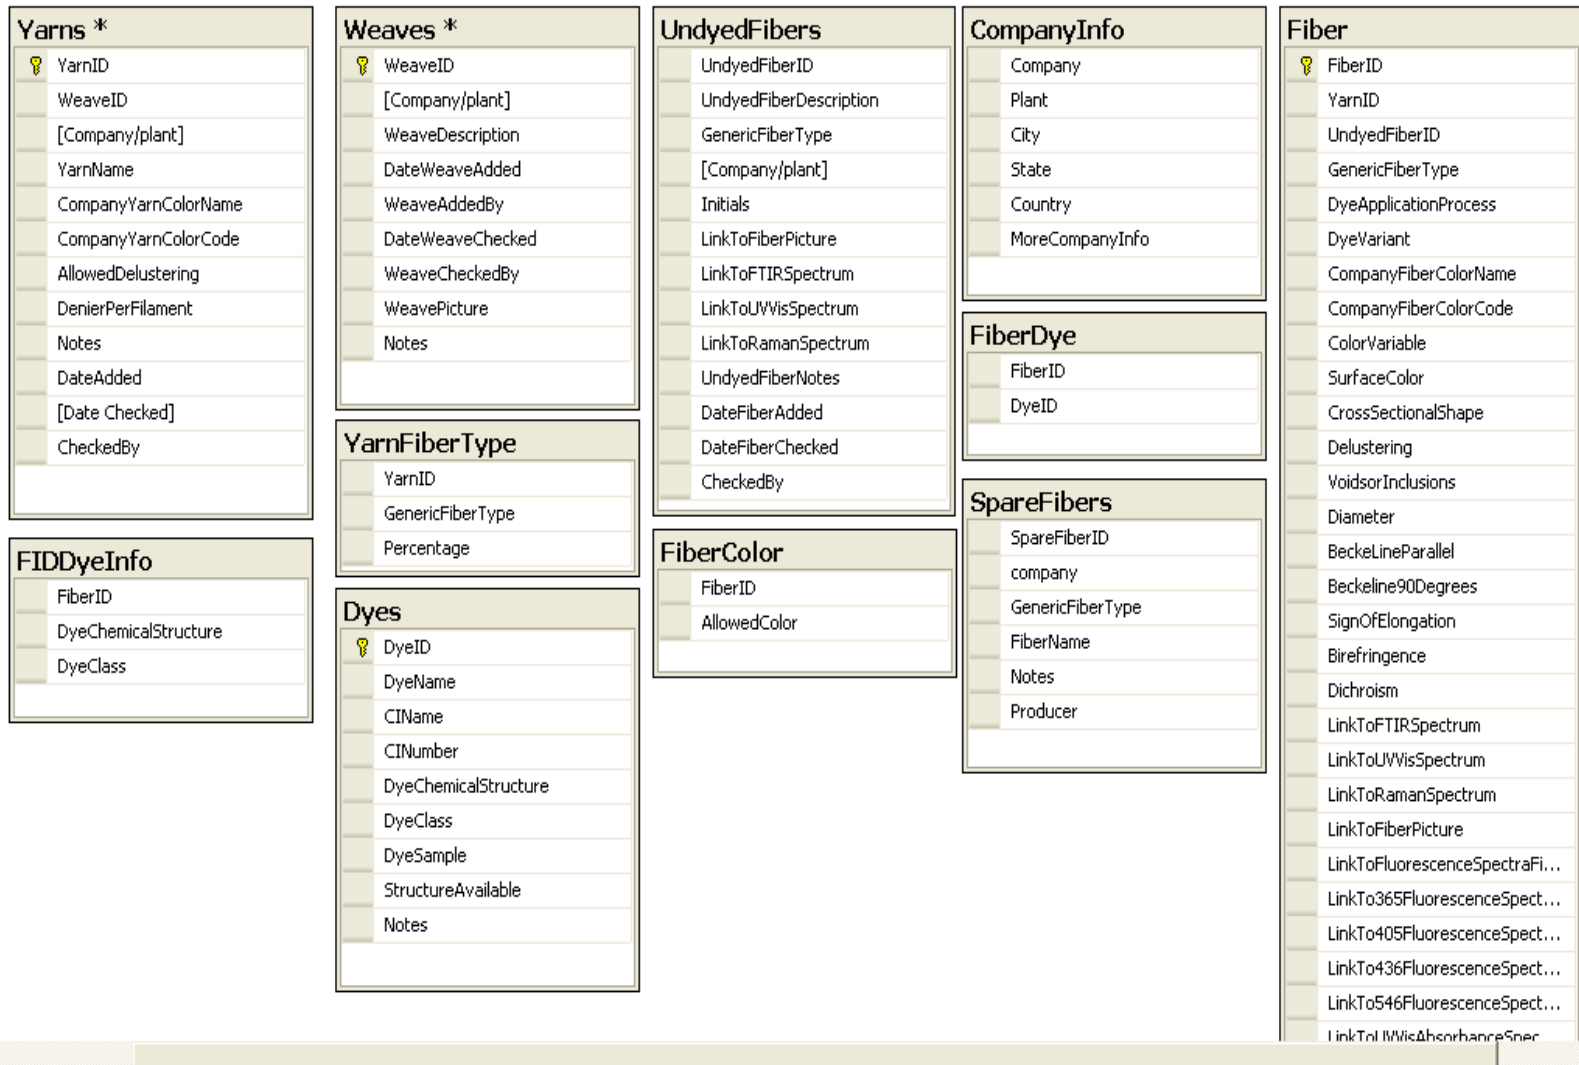 Yarns *
YarnID
WeaveID
[Company/plant]
YarnName
CompanyYarnColorName
CompanyYarnColorCode
AllowedDelustering
DenierPerFilament
Notes
DateAdded
[Date Checked]
CheckedBy
FIDDyeInfo
FiberID
DyeChemicalStructure
DyeClass
Weaves *
WeaveID
[Company/plant]
WeaveDescription
DateWeaveAdded
WeaveAddedBy
DateWeaveChecked
WeaveCheckedBy
WeavePicture
Notes
YarnFiberType
YarnID
GenericFiberType
Percentage
Dyes
DyeID
DyeName
CIName
CINumber
DyeChemicalStructure
DyeClass
DyeSample
StructureAvailable
Notes
UndyedFibers
UndyedFiberID
UndyedFiberDescription
GenericFiberType
[Company/plant]
Initials
LinkToFiberPicture
LinkToFTIRSpectrum
LinkToUVVisSpectrum
LinkToRamanSpectrum
UndyedFiberNotes
DateFiberAdded
DateFiberChecked
CheckedBy
FiberColor
FiberID
AllowedColor
CompanyInfo
Company
Plant
City
State
Country
MoreCompanyInfo
FiberDye
FiberID
DyeID
SpareFibers
SpareFiberID
company
GenericFiberType
FiberName
Notes
Producer
Fiber
FiberID
YarnID
UndyedFiberID
GenericFiberType
DyeApplicationProcess
DyeVariant
CompanyFiberColorName
CompanyFiberColorCode
ColorVariable
SurfaceColor
CrossSectionalShape
Delustering
VoidsorInclusions
Diameter
BeckeLineParallel
Beckeline90Degrees
SignOfElongation
Birefringence
Dichroism
LinkToFTIRSpectrum
LinkToUVVisSpectrum
LinkToRamanSpectrum
LinkToFiberPicture
LinkToFluorescenceSpectraFi...
LinkTo365FluorescenceSpect...
LinkTo405FluorescenceSpect...
LinkTo436FluorescenceSpect...
LinkTo546FluorescenceSpect...
LinkToUVVisAbsorbanceSpec